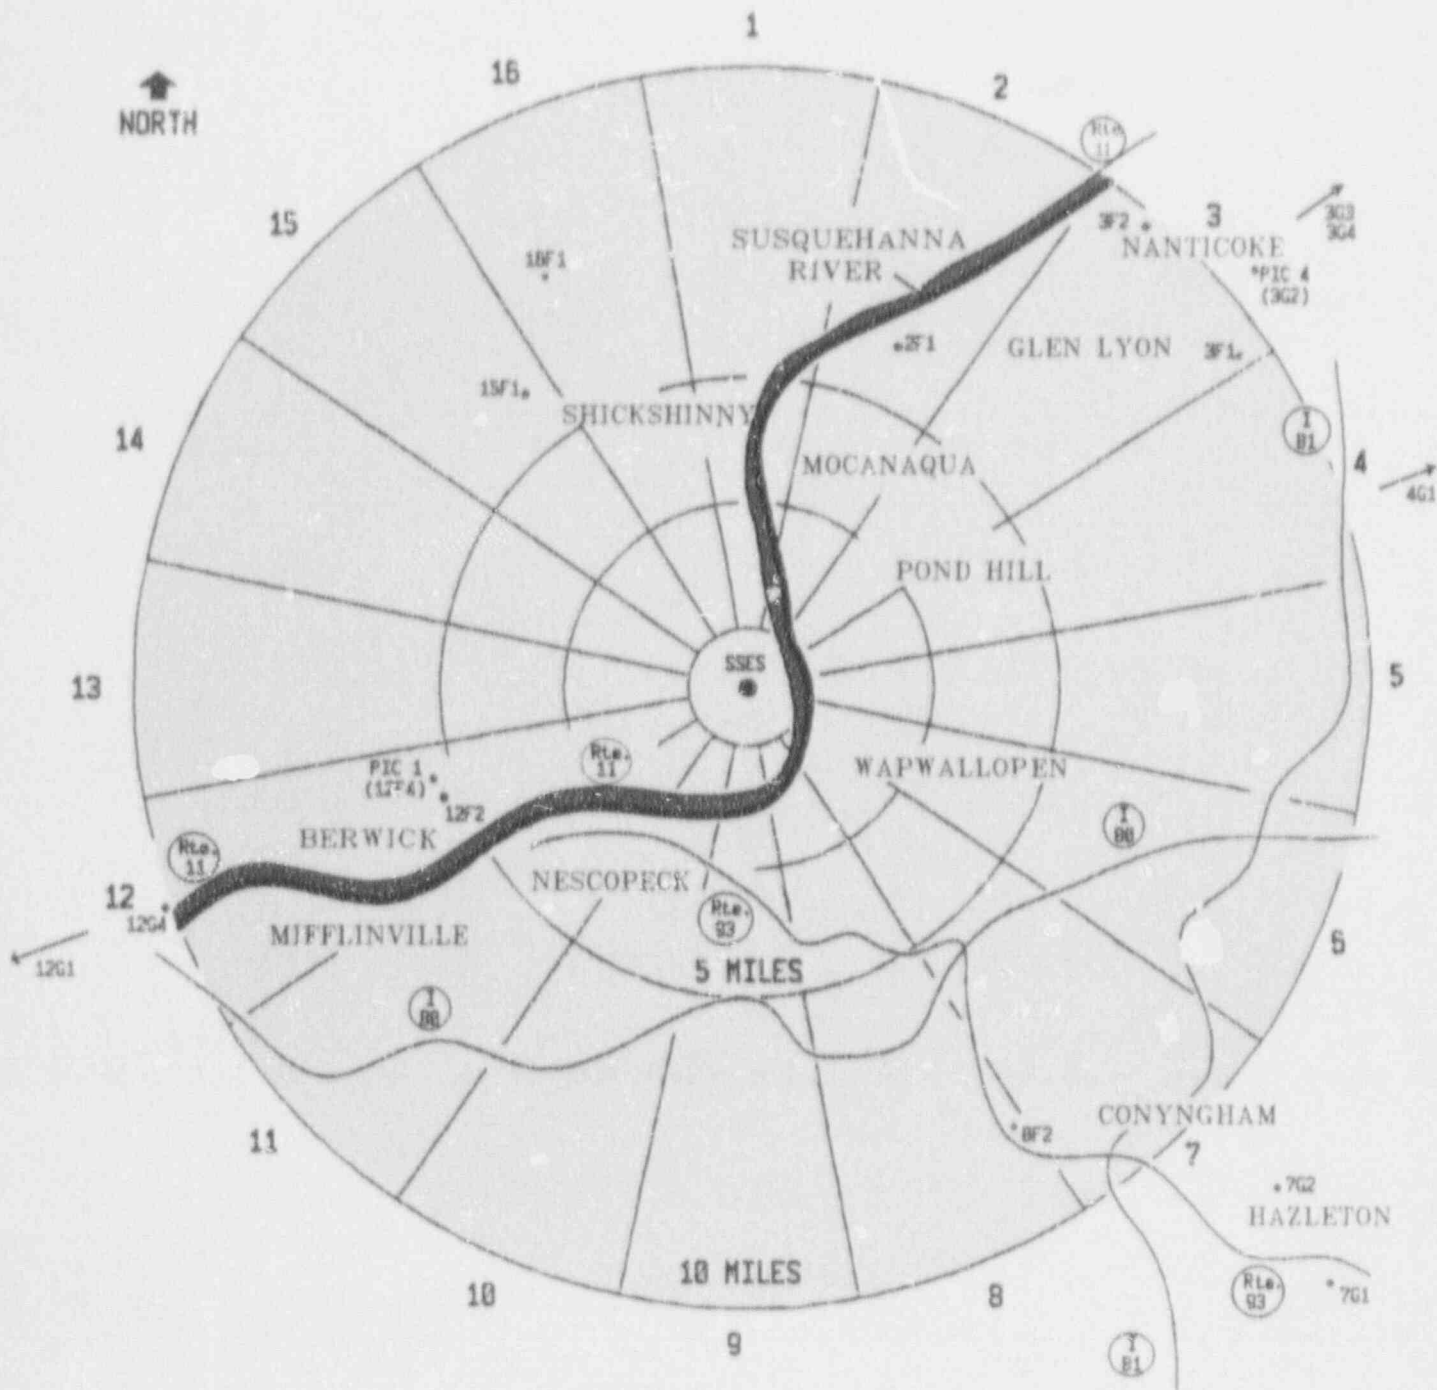 1
16
2
NORTH
Rte
11
15
3
3G3
3G4
SUSQUEHANNA
RIVER
3F2
NANTICOKE
16F1
PIC 4
(3G2)
2F1
GLEN LYON
3F1
15F1
SHICKSHINNY
I
81
14
MOCANAQUA
4
4G1
POND HILL
SSES
13
5
PIC 1
(12F4)
Rte.
11
WAPWALLOPEN
12F2
I
80
BERWICK
Rte.
11
NESCOPECK
12
12G4
Rte.
93
MIFFLINVILLE
6
12G1
5 MILES
I
80
CONYNGHAM
11
8F2
7
7G2
HAZLETON
10 MILES
10
8
Rte.
93
7G1
9
I
81